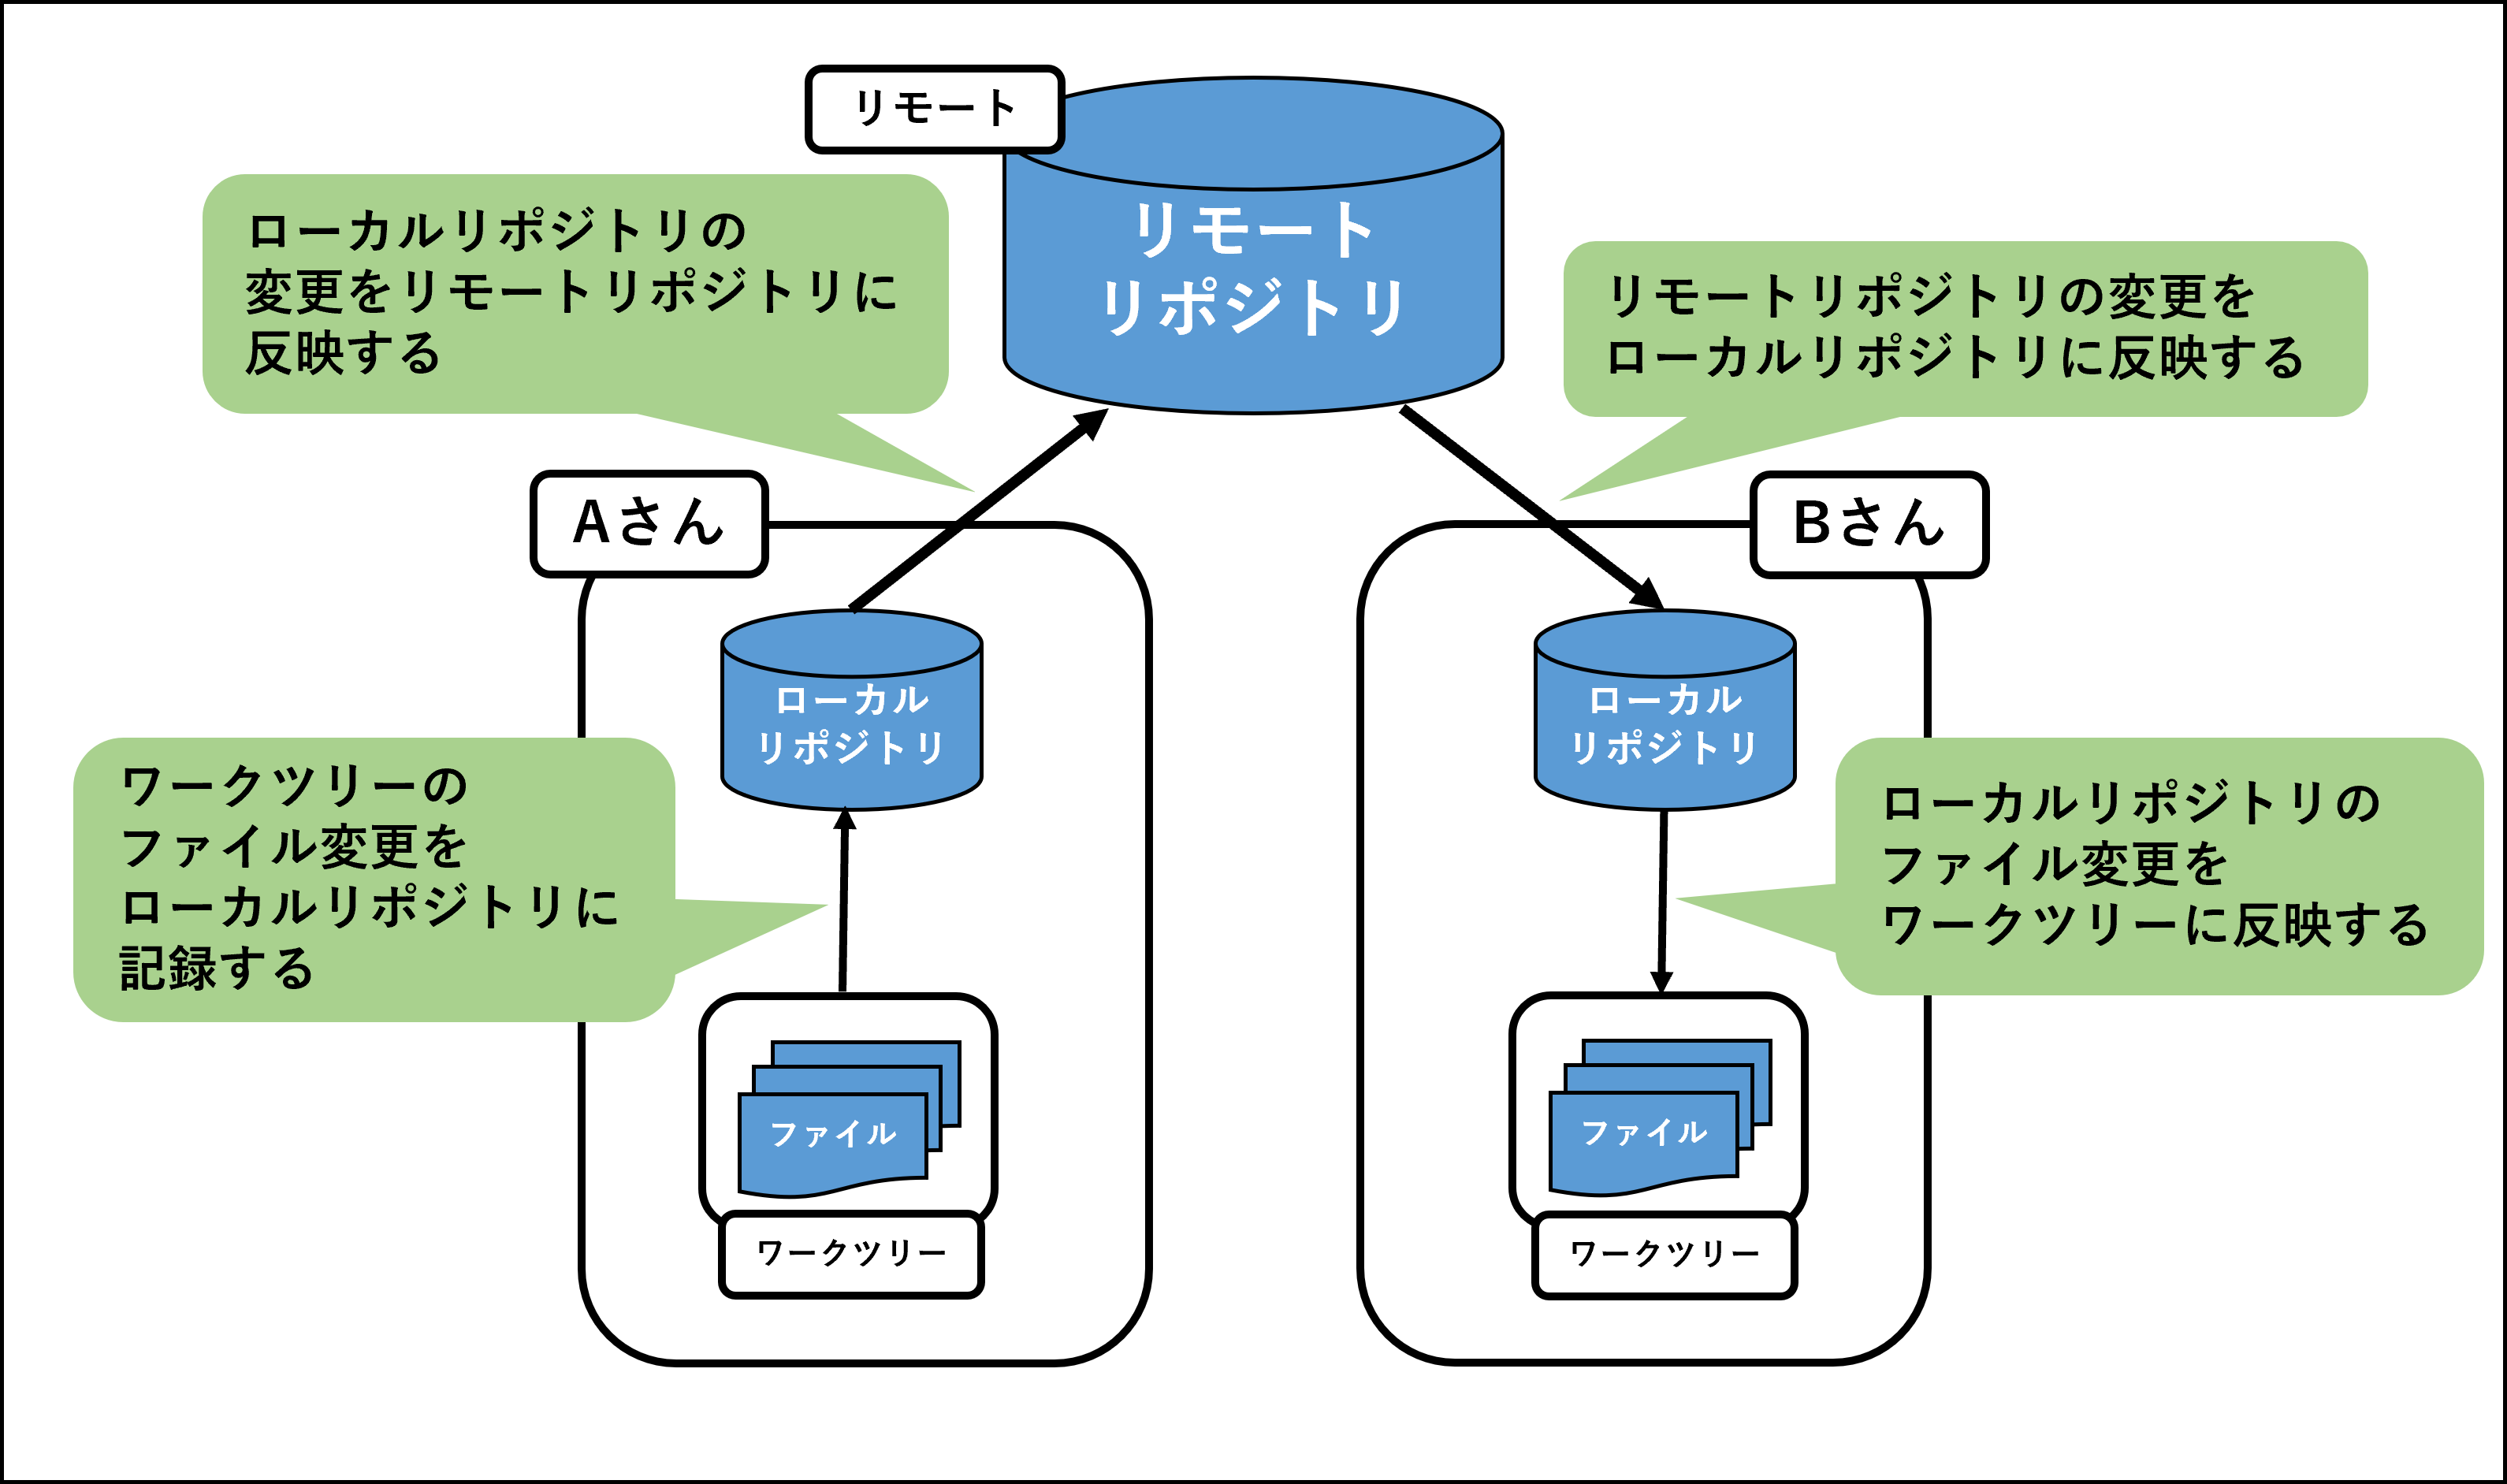 リモート
リモート
リポジトリ
ローカルリポジトリの
変更をリモートリポジトリに
反映する
リモートリポジトリの変更を
ローカルリポジトリに反映する
Aさん
Bさん
ローカル
リポジトリ
ローカル
リポジトリ
ワークツリーの
ファイル変更を
ローカルリポジトリに
記録する
ローカルリポジトリの
ファイル変更を
ワークツリーに反映する
ファイル
ファイル
ワークツリー
ワークツリー